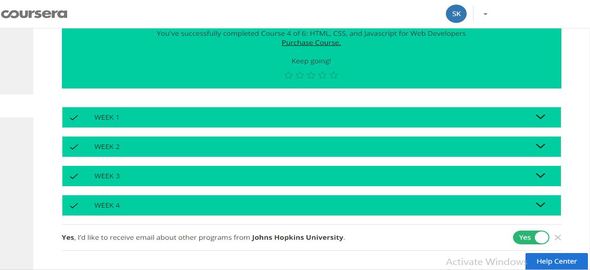 coursera
SK
You've successfully completed Course 4 of 6: HTML, CSS, and Javascript for Web Developers
Purchase Course.
Keep going!
WEEK 1
WEEK 2
WEEK 3
WEEK 4
Yes, I'd like to receive email about other programs from Johns Hopkins University.
Yes
Activate Window
Help Center